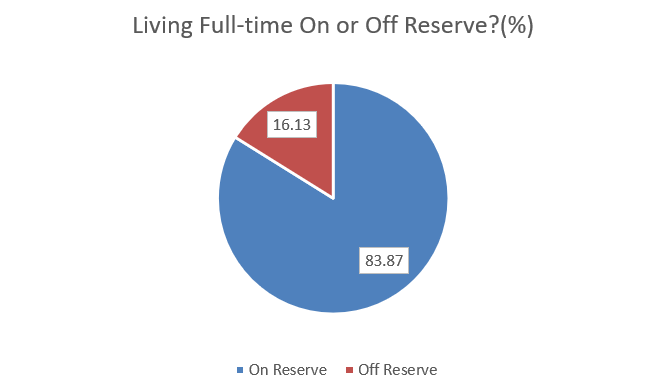 Living Full-time On or Off Reserve?(%)
16.13
83.87
On Reserve Off Reserve